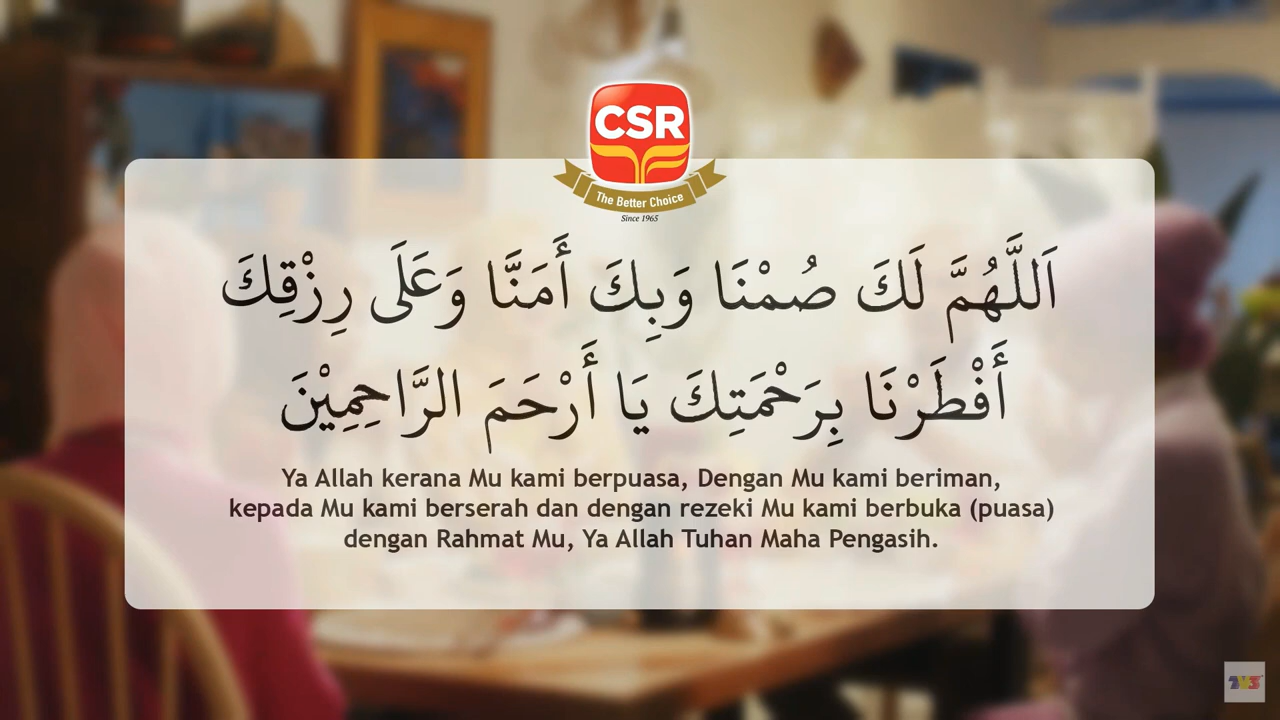 CSR
The Better Choice
Since 1965
اَللَّهُمَّ لَكَ صُمْنَا وَبِكَ أَمَنَّا وَعَلَى رِزْقِكَ
أَفْطَرْنَا بِرَحْمَتِكَ يَا أَرْحَمَ الرَّاحِمِيْنَ
Ya Allah kerana Mu kami berpuasa, Dengan Mu kami beriman,
kepada Mu kami berserah dan dengan rezeki Mu kami berbuka (puasa)
dengan Rahmat Mu, Ya Allah Tuhan Maha Pengasih.
TV3